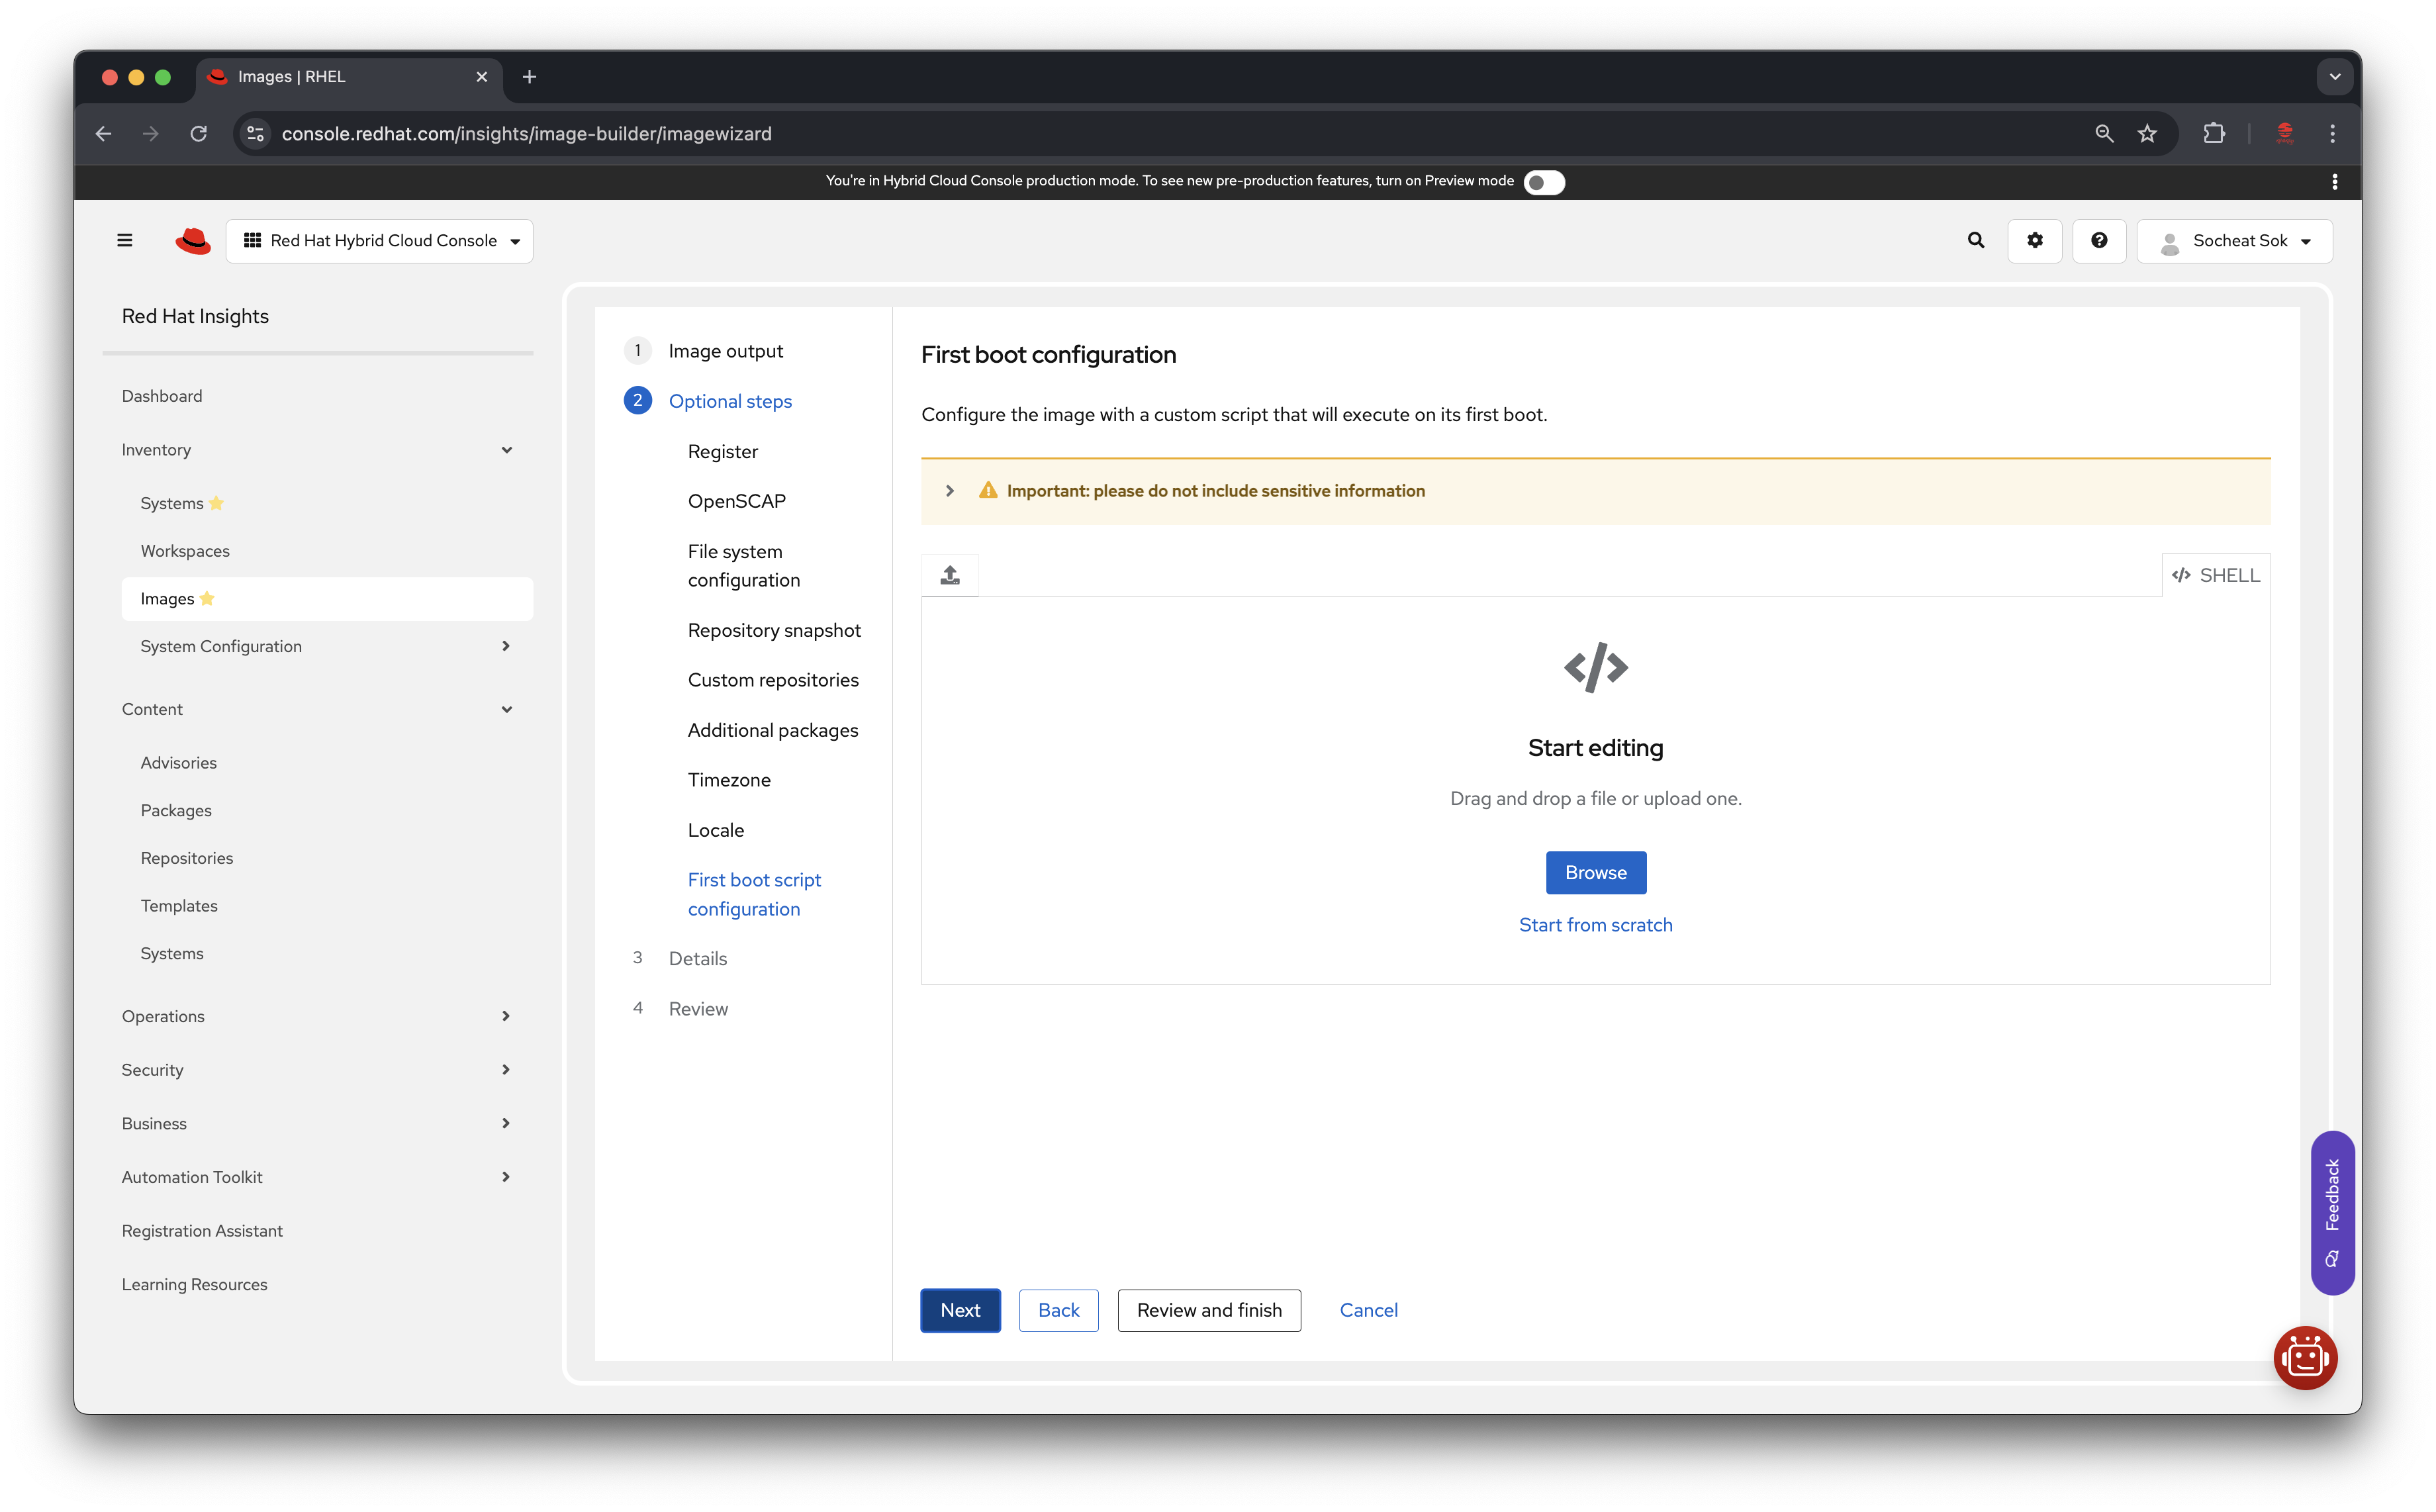 Images | RHEL
console.redhat.com/insights/image-builder/imagewizard
You're in Hybrid Cloud Console production mode. To see new pre-production features, turn on Preview mode
Red Hat Hybrid Cloud Console
Socheat Sok
Red Hat Insights
Dashboard
Inventory
Systems
Workspaces
Images
System Configuration
Content
Advisories
Packages
Repositories
Templates
Systems
Operations
Security
Business
Automation Toolkit
Registration Assistant
Learning Resources
1 Image output
2 Optional steps
Register
OpenSCAP
File system
configuration
Repository snapshot
Custom repositories
Additional packages
Timezone
Locale
First boot script
configuration
3 Details
4 Review
First boot configuration
Configure the image with a custom script that will execute on its first boot.
Important: please do not include sensitive information
SHELL
Start editing
Drag and drop a file or upload one.
Browse
Start from scratch
Next
Back
Review and finish
Cancel
Feedback